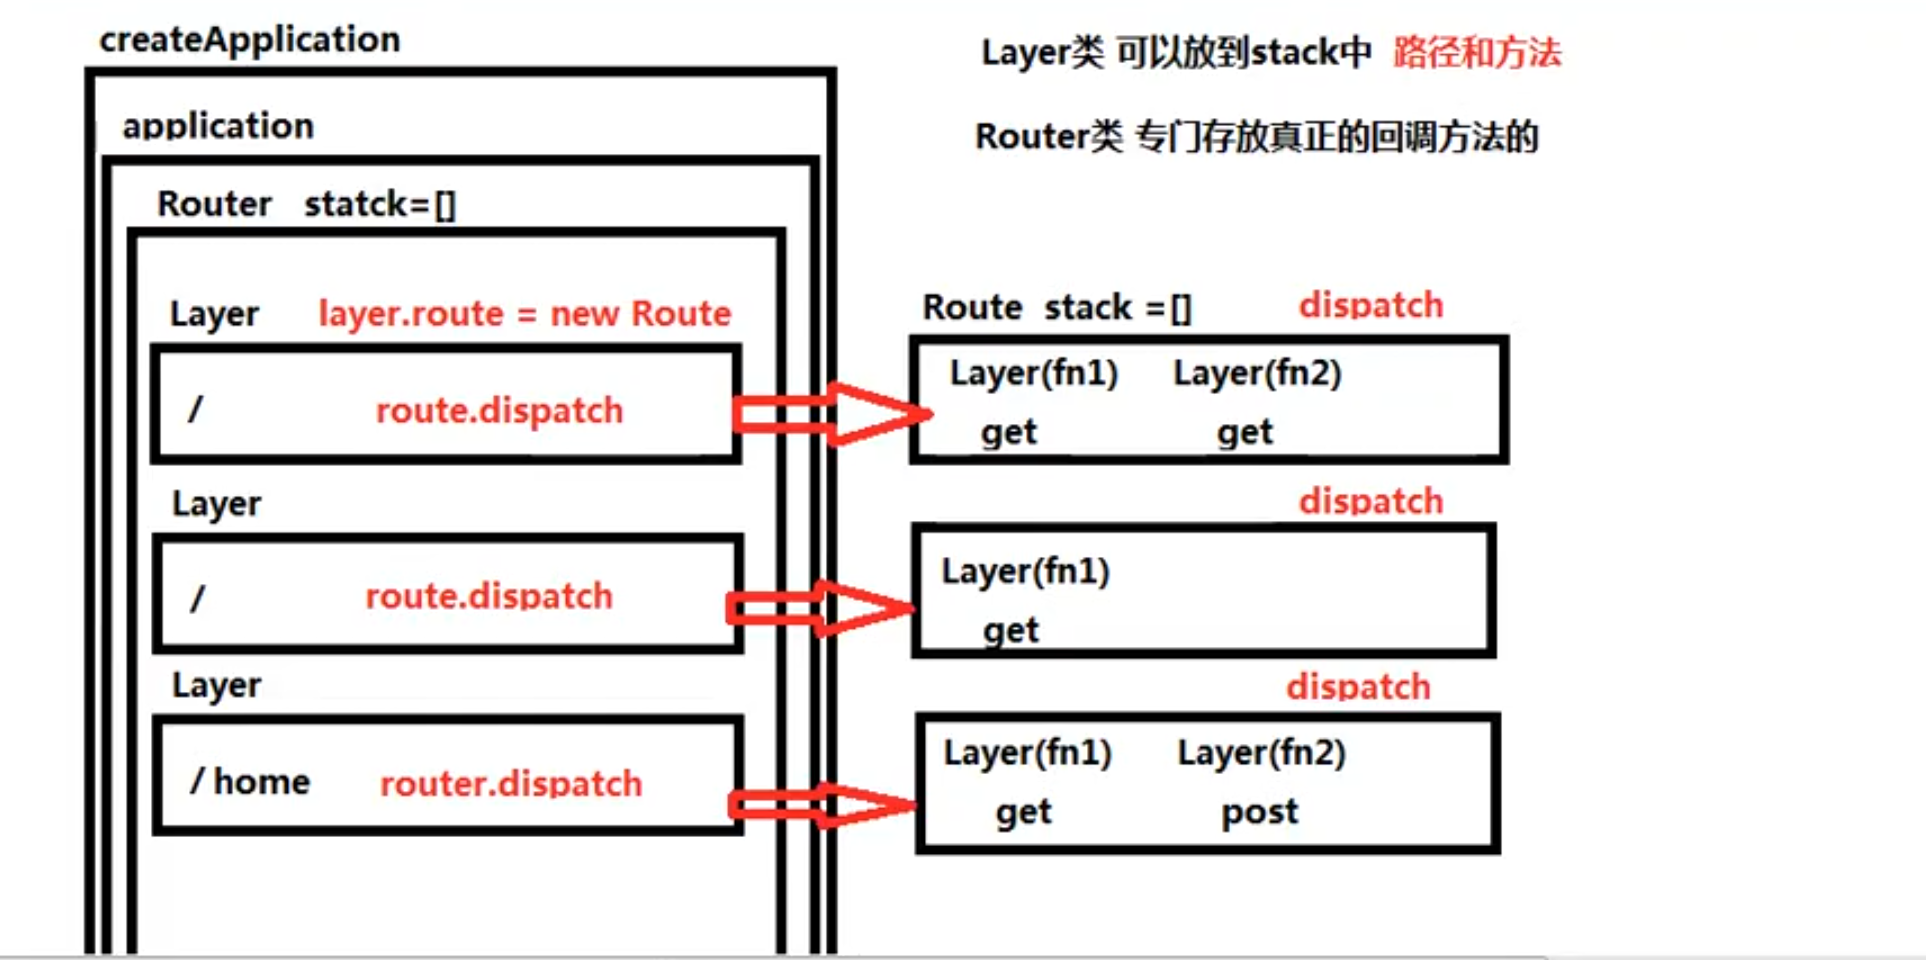 createApplication
application
Router statck=[]
Layer layer.route = new Route
/ route.dispatch
Layer
/ route.dispatch
Layer
/ home router.dispatch
Layer类 可以放到stack中 路径和方法
Router类 专门存放真正的回调方法的
Route stack =[] dispatch
Layer(fn1) Layer(fn2)
get get
dispatch
Layer(fn1)
get
dispatch
Layer(fn1) Layer(fn2)
get post